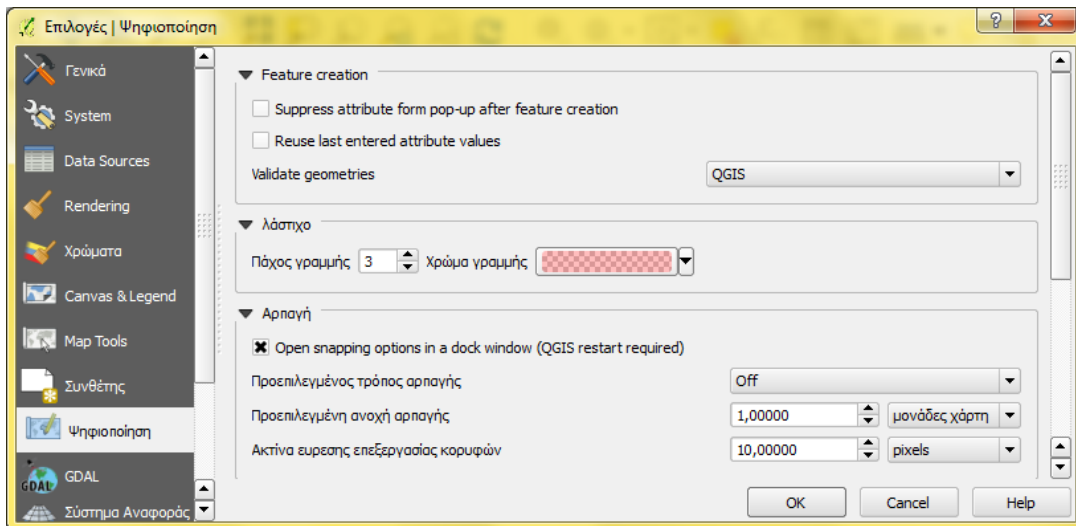 Επιλογές | Ψηφιοποίηση
Γενικά
System
Data Sources
Rendering
Χρώματα
Canvas & Legend
Map Tools
Συνθέτης
Ψηφιοποίηση
GDAL
GDAL
Σύστημα Αναφοράς
Feature creation
Suppress attribute form pop-up after feature creation
Reuse last entered attribute values
Validate geometries QGIS
λάστιχο
Πάχος γραμμής 3 Χρώμα γραμμής
Αρπαγή
Open snapping options in a dock window (QGIS restart required)
Προεπιλεγμένος τρόπος αρπαγής Off
Προεπιλεγμένη ανοχή αρπαγής 1,00000 μονάδες χάρτη
Ακτίνα ευρεσης επεξεργασίας κορυφών 10,00000 pixels
OK Cancel Help